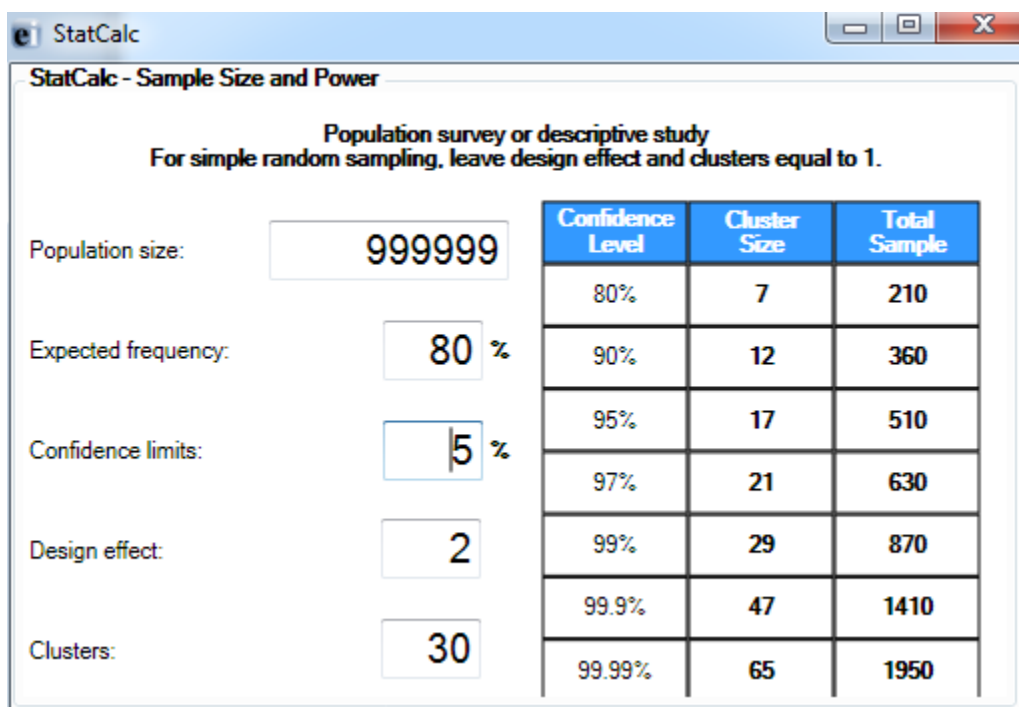 ei StatCalc
StatCalc - Sample Size and Power
Population survey or descriptive study
For simple random sampling, leave design effect and clusters equal to 1.
Population size: 999999
Expected frequency: 80 %
Confidence limits: 5 %
Design effect: 2
Clusters: 30
Confidence Level Cluster Size Total Sample
80% 7 210
90% 12 360
95% 17 510
97% 21 630
99% 29 870
99.9% 47 1410
99.99% 65 1950